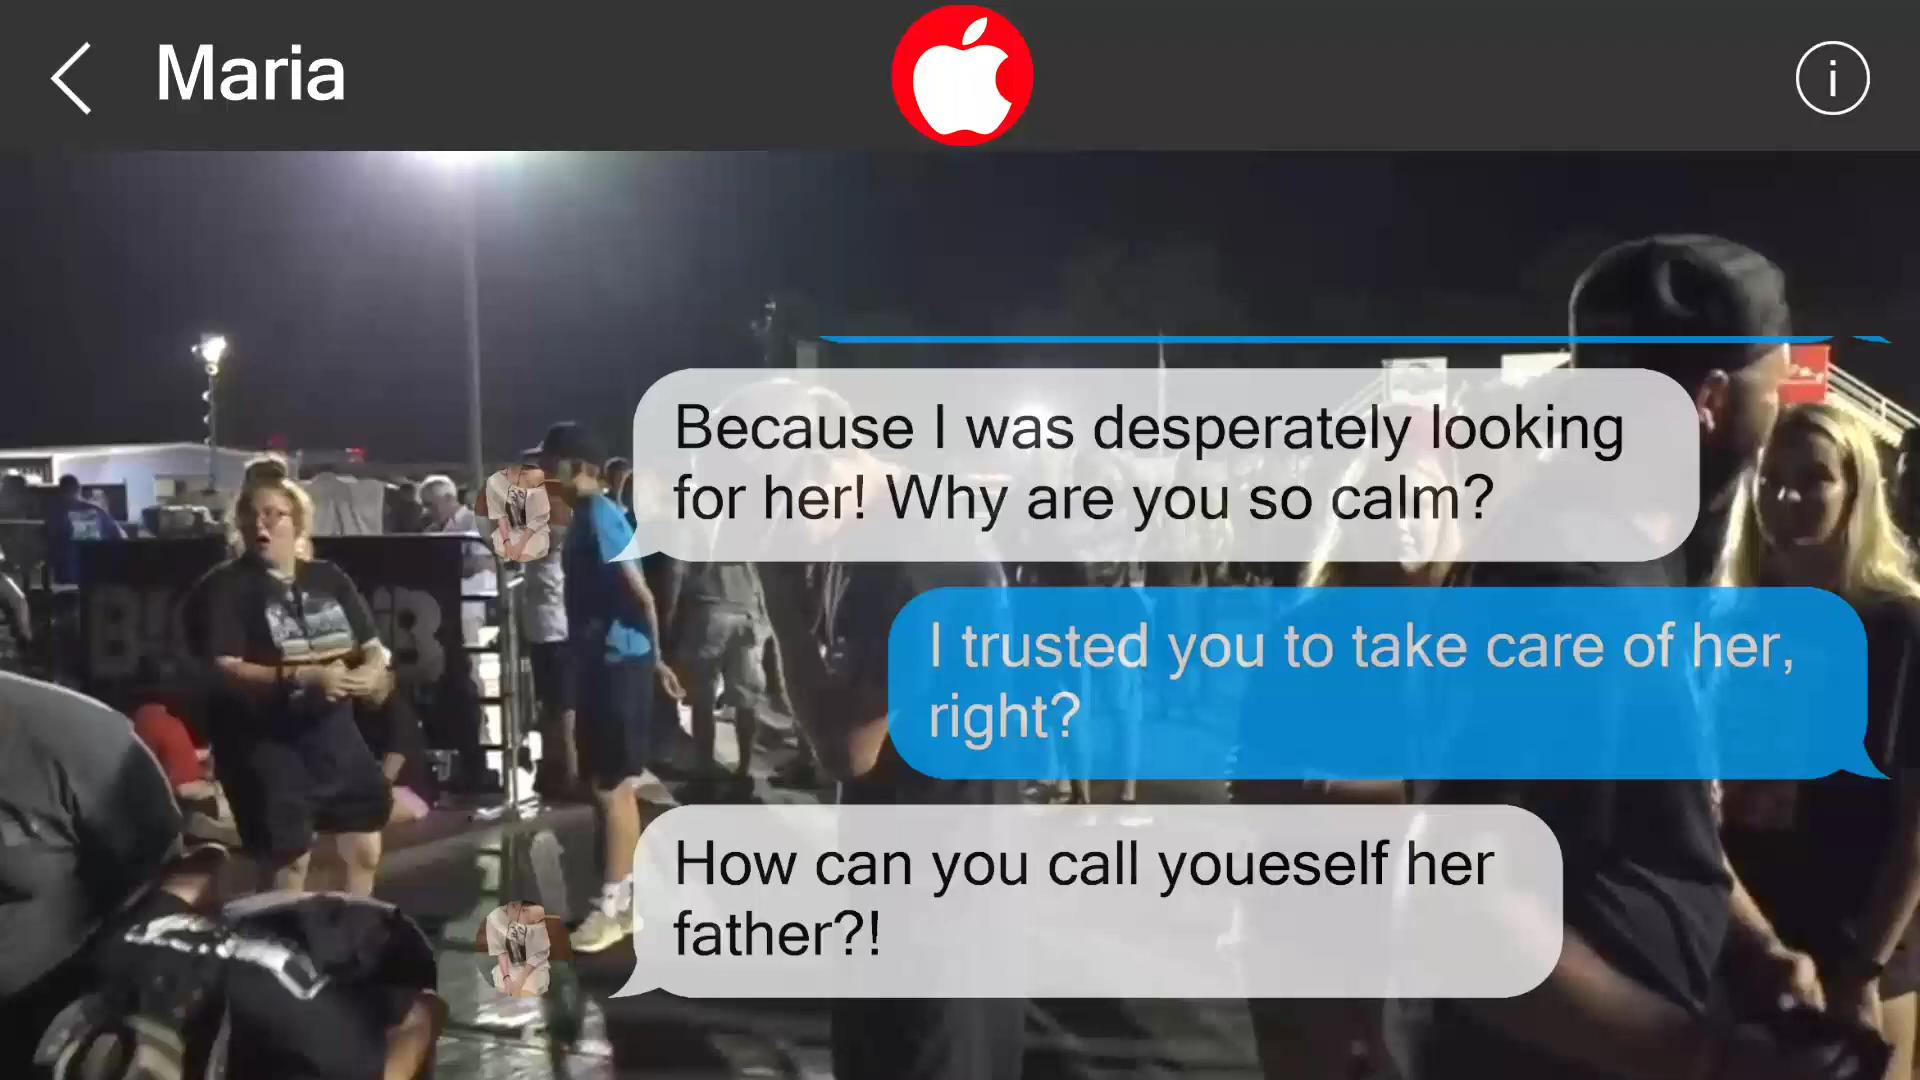 Maria
Because I was desperately looking
for her! Why are you so calm?
I trusted you to take care of her,
right?
How can you call youeself her
father?!